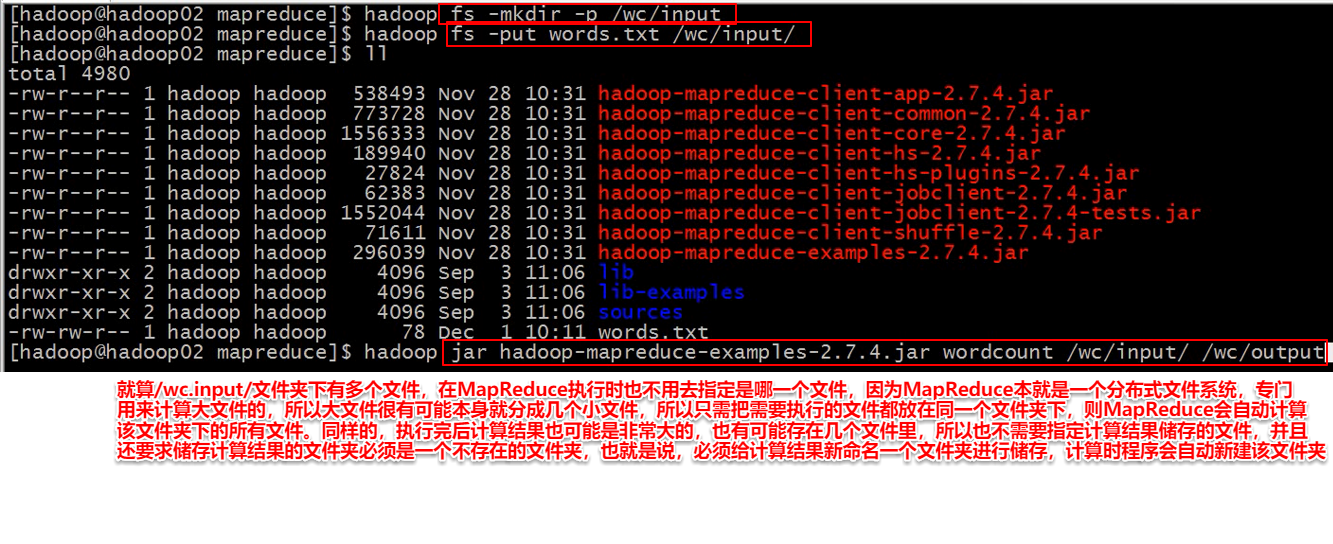 [hadoop@hadoop02 mapreduce]$ hadoop fs -mkdir -p /wc/input
[hadoop@hadoop02 mapreduce]$ hadoop fs -put words.txt /wc/input/
[hadoop@hadoop02 mapreduce]$ ll
total 4980
-rw-r--r-- 1 hadoop hadoop  538493 Nov 28 10:31 hadoop-mapreduce-client-app-2.7.4.jar
-rw-r--r-- 1 hadoop hadoop  773728 Nov 28 10:31 hadoop-mapreduce-client-common-2.7.4.jar
-rw-r--r-- 1 hadoop hadoop 1556333 Nov 28 10:31 hadoop-mapreduce-client-core-2.7.4.jar
-rw-r--r-- 1 hadoop hadoop  189940 Nov 28 10:31 hadoop-mapreduce-client-hs-2.7.4.jar
-rw-r--r-- 1 hadoop hadoop   27824 Nov 28 10:31 hadoop-mapreduce-client-hs-plugins-2.7.4.jar
-rw-r--r-- 1 hadoop hadoop   62383 Nov 28 10:31 hadoop-mapreduce-client-jobclient-2.7.4.jar
-rw-r--r-- 1 hadoop hadoop 1552044 Nov 28 10:31 hadoop-mapreduce-client-jobclient-2.7.4-tests.jar
-rw-r--r-- 1 hadoop hadoop   71611 Nov 28 10:31 hadoop-mapreduce-client-shuffle-2.7.4.jar
-rw-r--r-- 1 hadoop hadoop  296039 Nov 28 10:31 hadoop-mapreduce-examples-2.7.4.jar
drwxr-xr-x 2 hadoop hadoop    4096 Sep  3 11:06 lib
drwxr-xr-x 2 hadoop hadoop    4096 Sep  3 11:06 lib-examples
drwxr-xr-x 2 hadoop hadoop    4096 Sep  3 11:06 sources
-rw-rw-r-- 1 hadoop hadoop      78 Dec  1 10:11 words.txt
[hadoop@hadoop02 mapreduce]$ hadoop jar hadoop-mapreduce-examples-2.7.4.jar wordcount /wc/input/ /wc/output
就算/wc.input/文件夹下有多个文件，在MapReduce执行时也不用去指定是哪一个文件，因为MapReduce本就是一个分布式文件系统，专门
用来计算大文件的，所以大文件很有可能本身就分成几个小文件，所以只需把需要执行的文件都放在同一个文件夹下，则MapReduce会自动计算
该文件夹下的所有文件。同样的，执行完后计算结果也可能是非常大的，也有可能存在几个文件里，所以也不需要指定计算结果储存的文件，并且
还要求储存计算结果的文件夹必须是一个不存在的文件夹，也就是说，必须给计算结果新命名一个文件夹进行储存，计算时程序会自动新建该文件夹